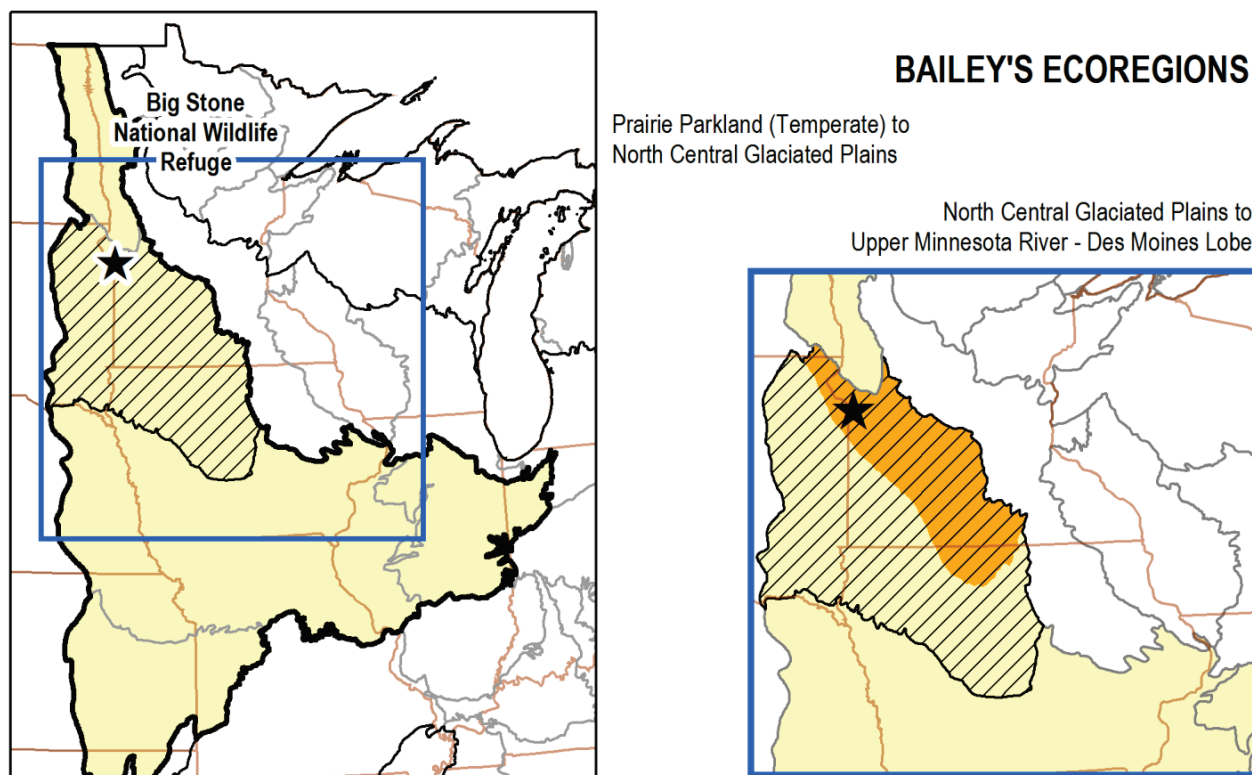 Big Stone
National Wildlife
Refuge
BAILEY'S ECOREGIONS
Prairie Parkland (Temperate) to
North Central Glaciated Plains
North Central Glaciated Plains to
Upper Minnesota River - Des Moines Lobe